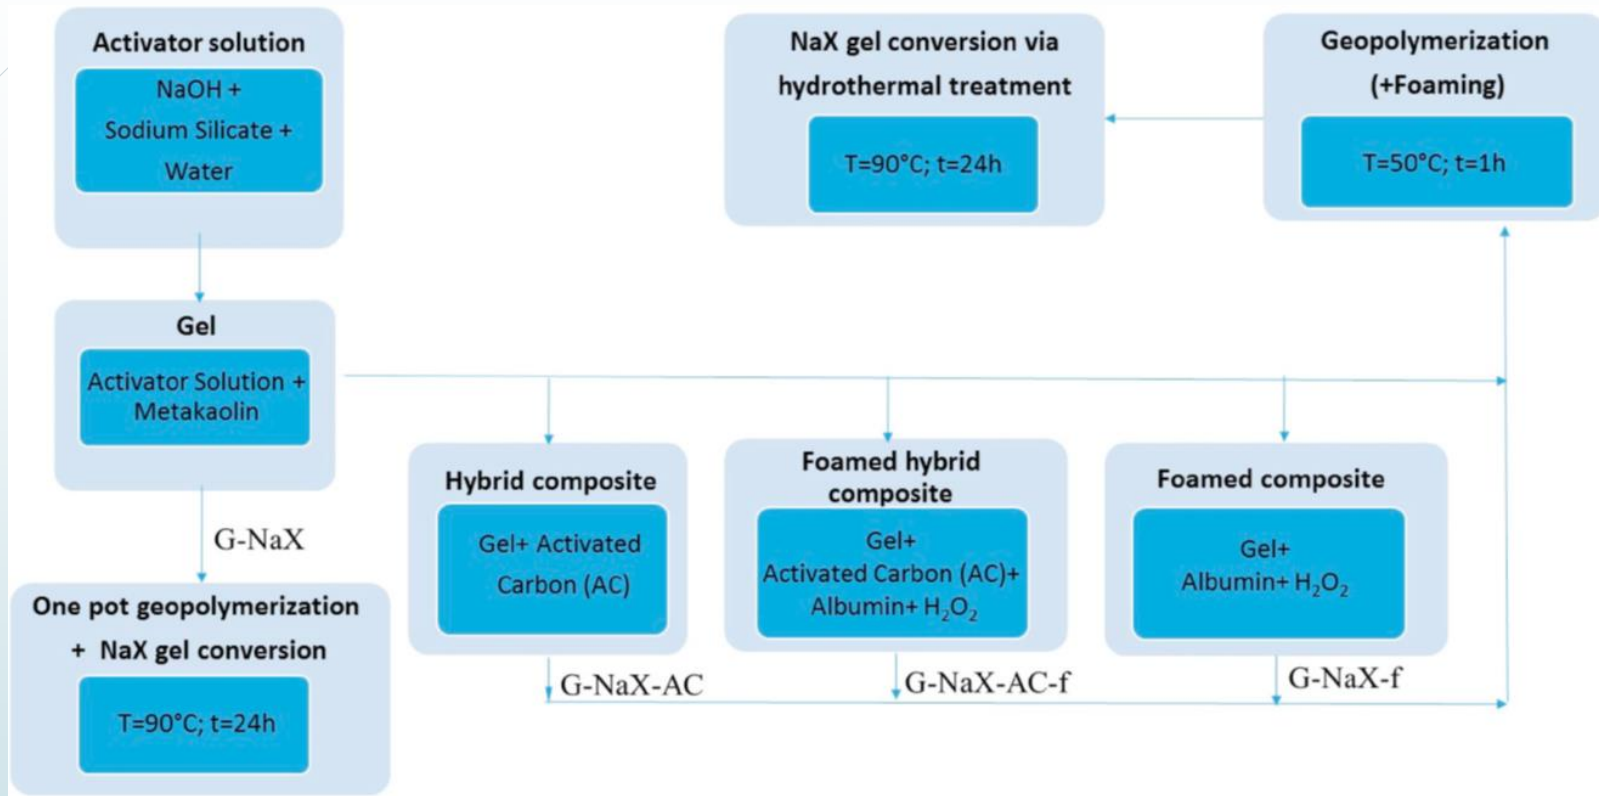 Activator solution
NaOH +
Sodium Silicate +
Water
NaX gel conversion via
hydrothermal treatment
T=90°C; t=24h
Geopolymerization
(+Foaming)
T=50°C; t=1h
Gel
Activator Solution +
Metakaolin
G-NaX
One pot geopolymerization
+ NaX gel conversion
T=90°C; t=24h
Hybrid composite
Gel+ Activated
Carbon (AC)
G-NaX-AC
Foamed hybrid
composite
Gel+
Activated Carbon (AC)+
Albumin+ H₂O₂
G-NaX-AC-f
Foamed composite
Gel+
Albumin+ H₂O₂
G-NaX-f